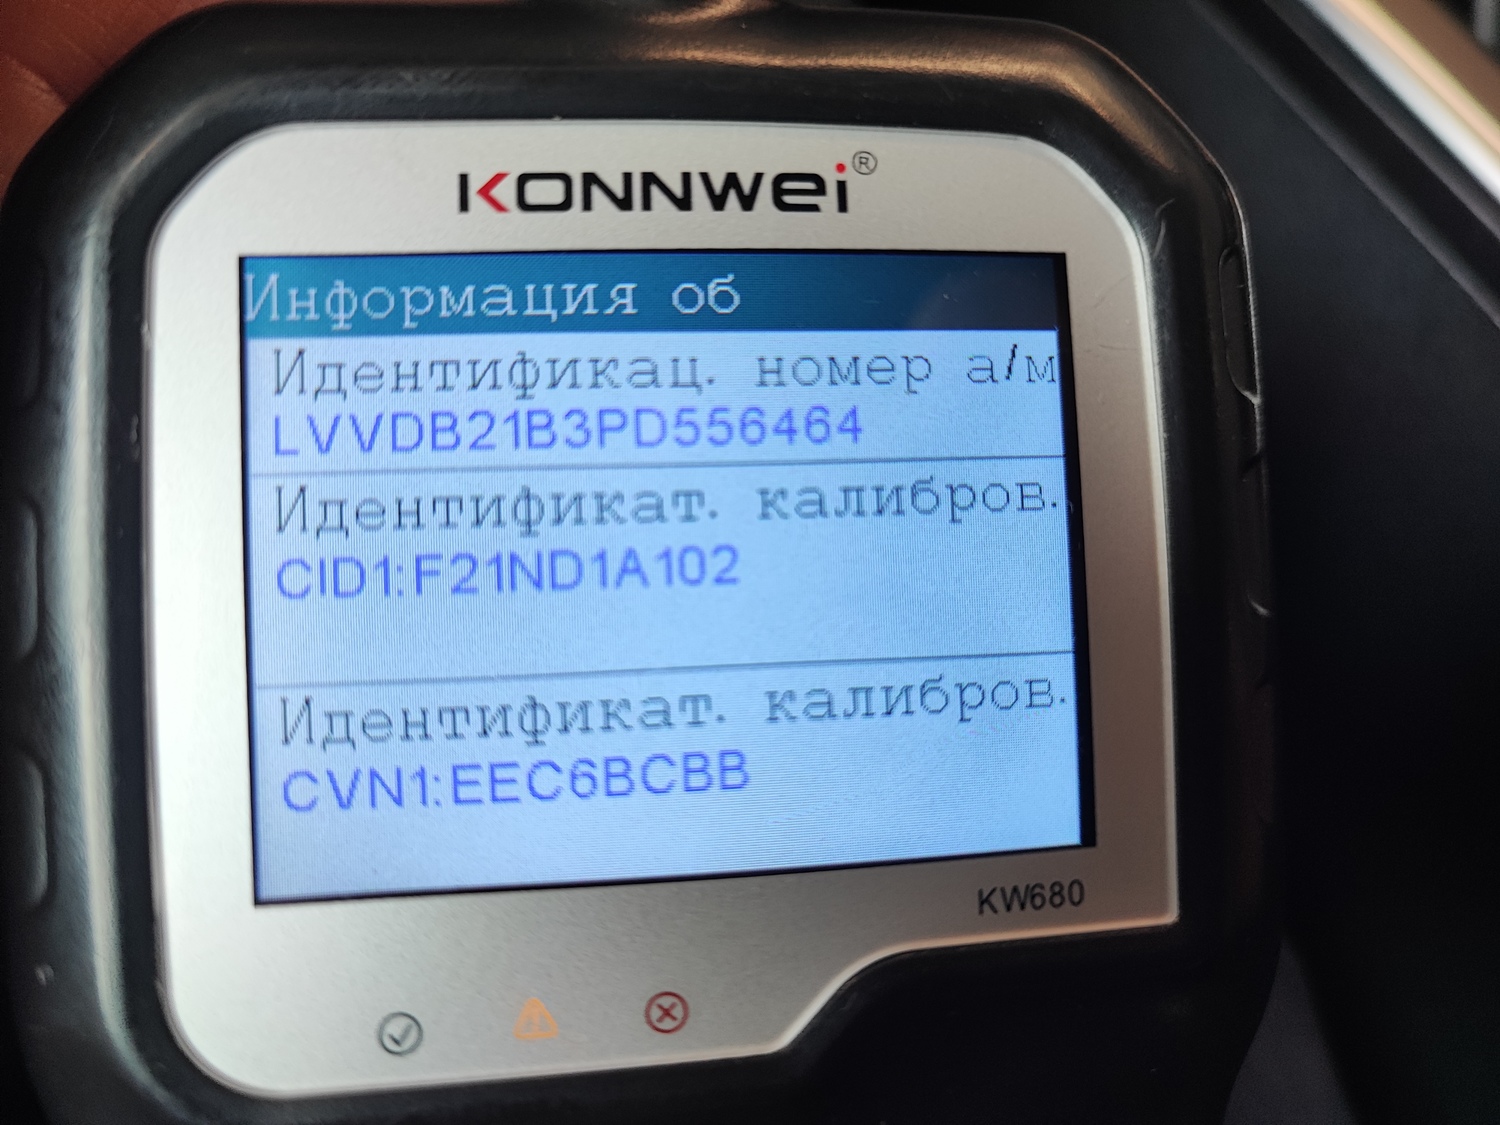 KONNWEI®
Информация об
Идентификац. номер а/м
LVVDB21B3PD556464
Идентификат. калибров.
CID1:F21ND1A102
Идентификат. калибров.
CVN1:EEC6BCBB
KW680